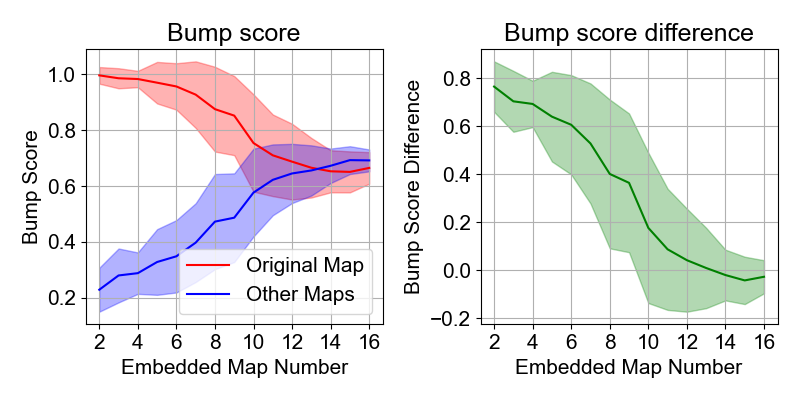 Bump score
Bump Score
1.0
0.8
0.6
0.4
0.2
2 4 6 8 10 12 14 16
Embedded Map Number
Original Map
Other Maps
Bump score difference
Bump Score Difference
0.8
0.6
0.4
0.2
0.0
−0.2
2 4 6 8 10 12 14 16
Embedded Map Number